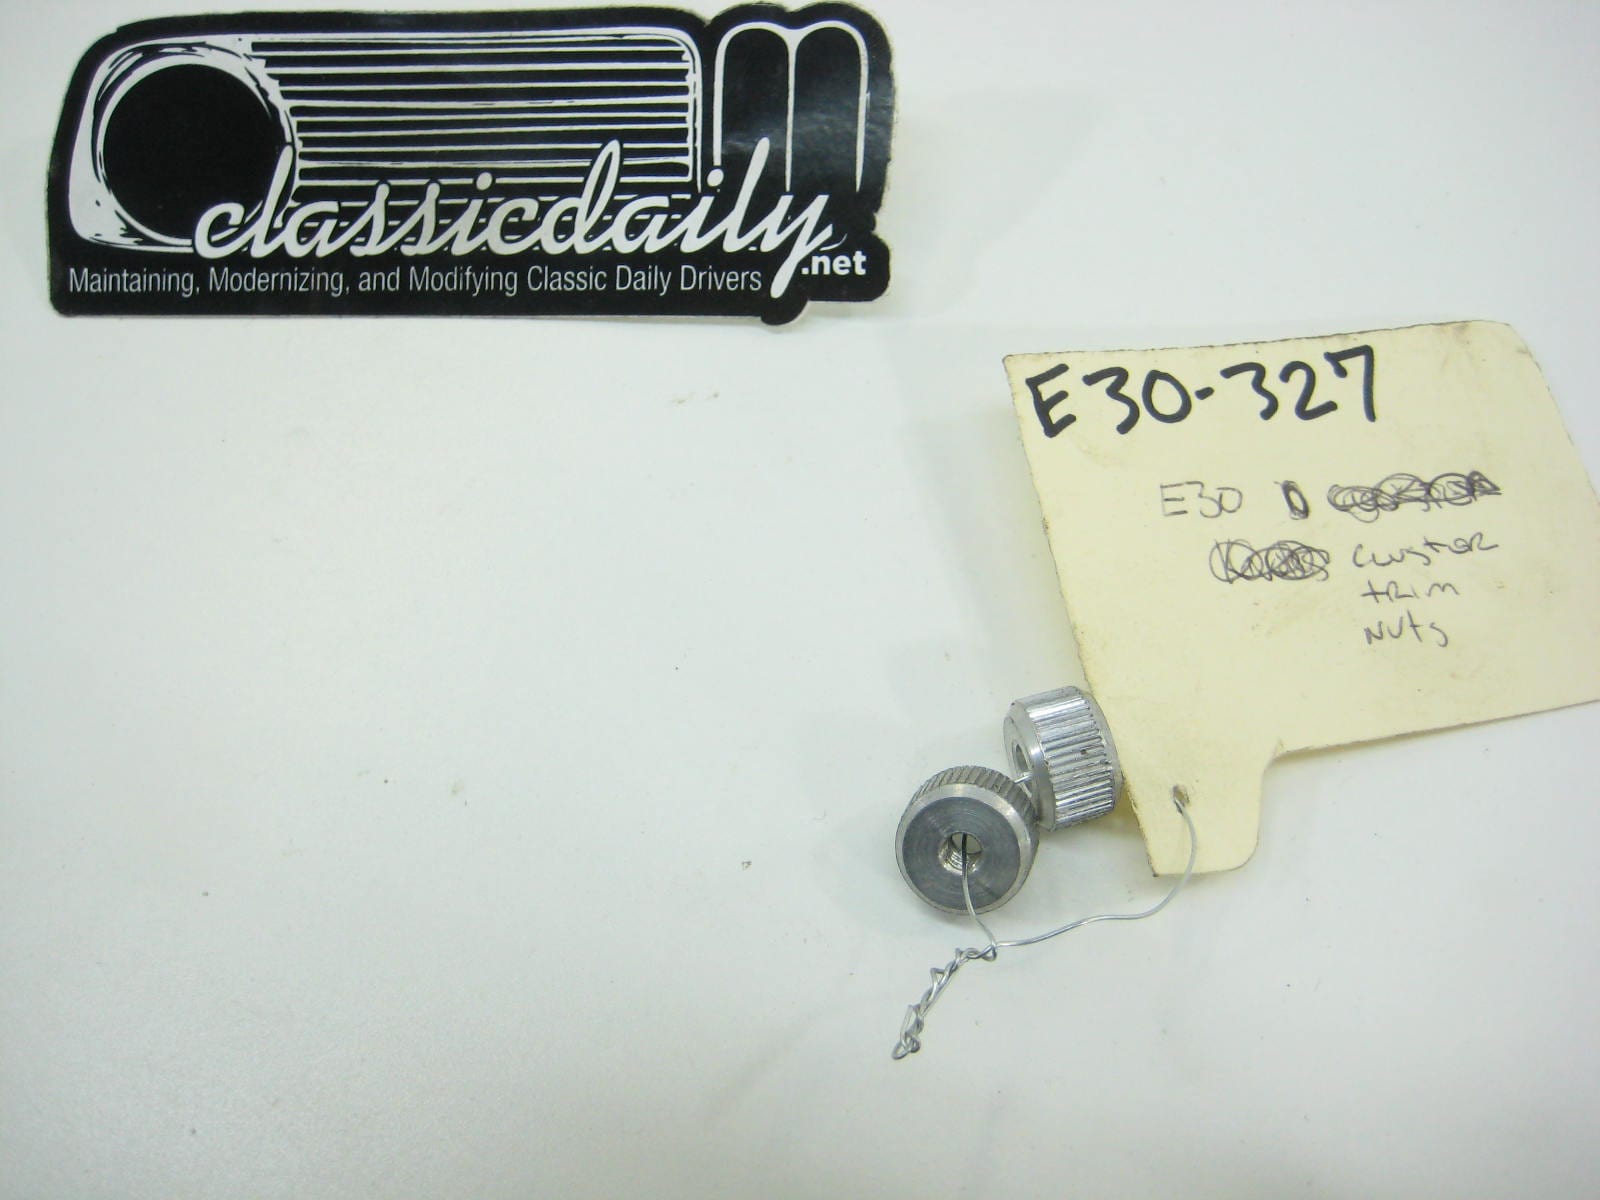 classicdaily.net
Maintaining, Modernizing, and Modifying Classic Daily Drivers
E30-327
E30
cluster
trim
nuts